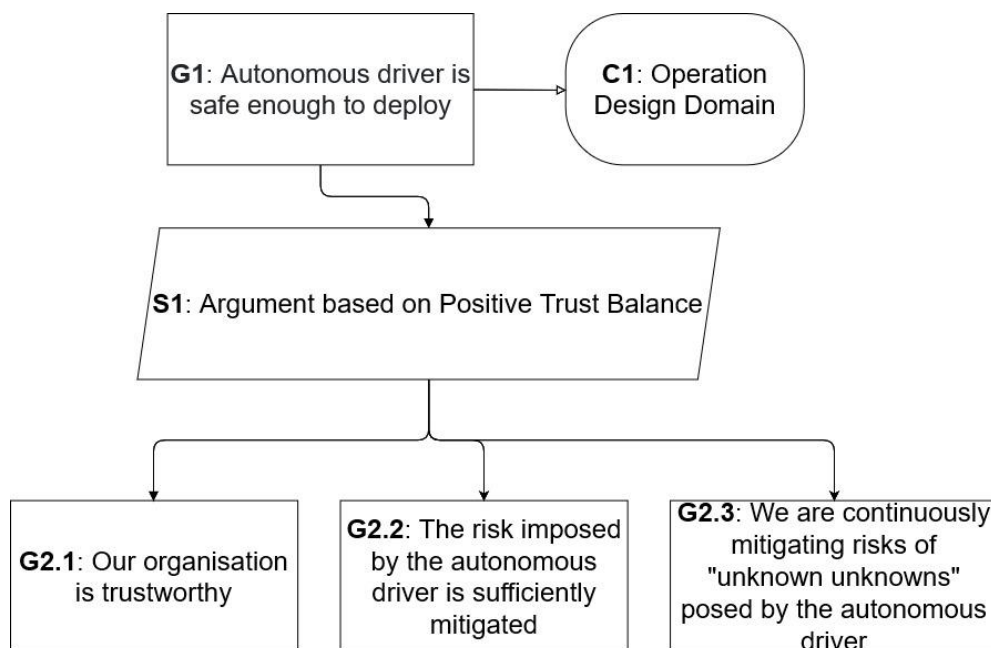 G1: Autonomous driver is
safe enough to deploy
C1: Operation
Design Domain
S1: Argument based on Positive Trust Balance
G2.1: Our organisation
is trustworthy
G2.2: The risk imposed
by the autonomous
driver is sufficiently
mitigated
G2.3: We are continuously
mitigating risks of
"unknown unknowns"
posed by the autonomous
driver